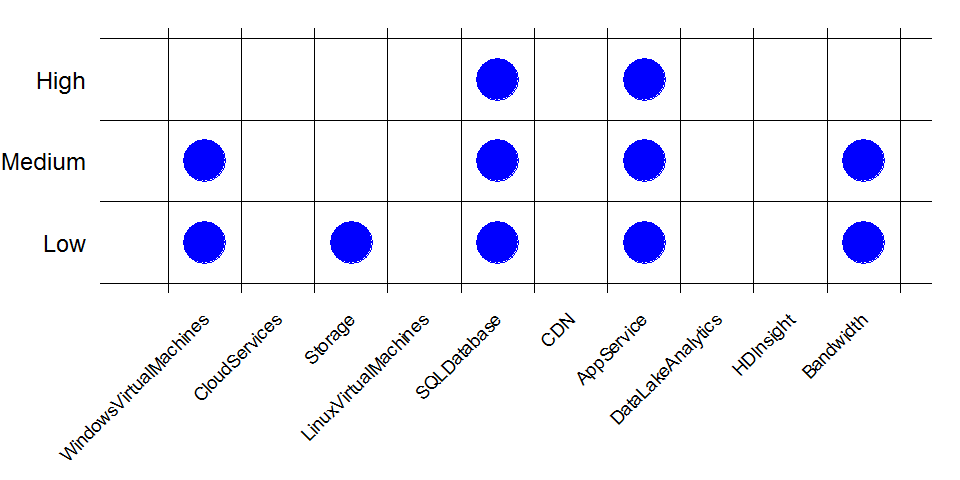 High
Medium
Low
WindowsVirtualMachines
CloudServices
Storage
LinuxVirtualMachines
SQLDatabase
CDN
AppService
DataLakeAnalytics
HDInsight
Bandwidth